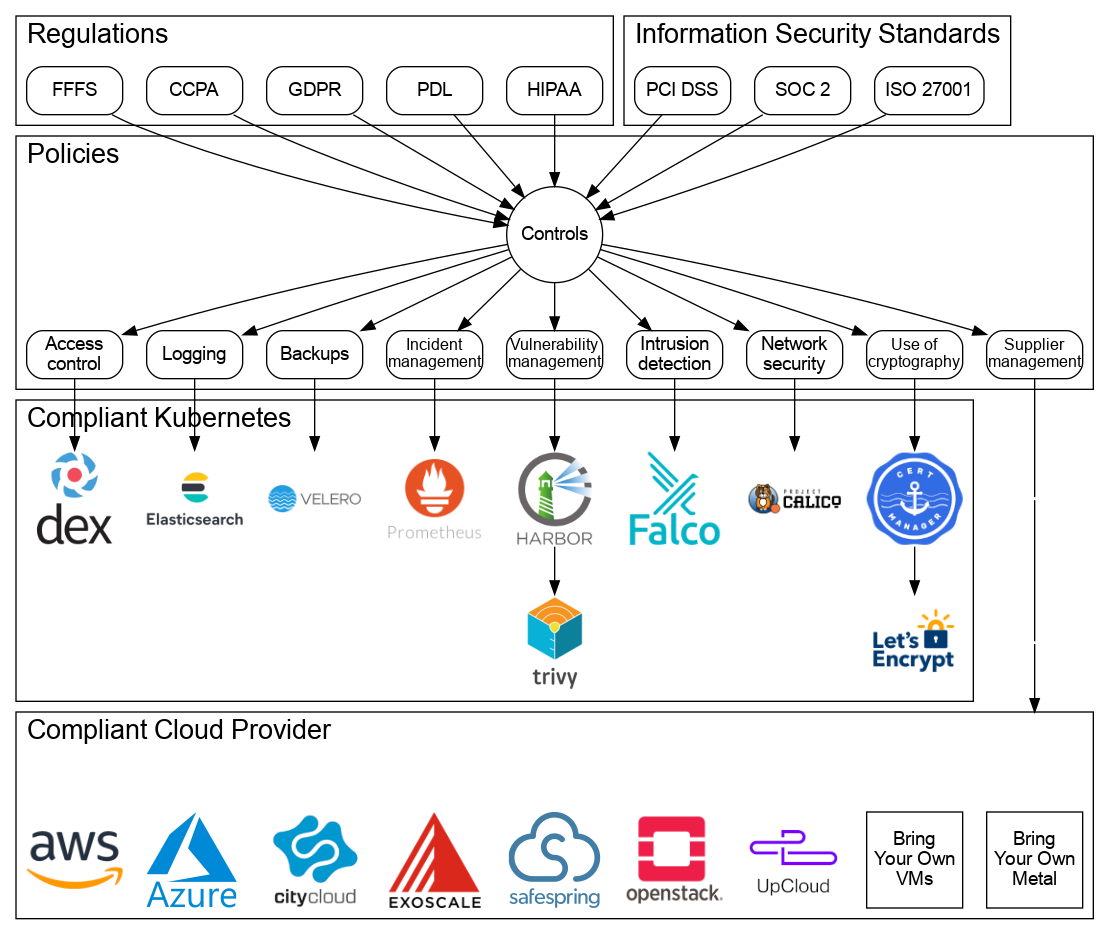 Regulations
Information Security Standards
FFFS
CCPA
GDPR
PDL
HIPAA
PCI DSS
SOC 2
ISO 27001
Policies
Controls
Access
control
Logging
Backups
Incident
management
Vulnerability
management
Intrusion
detection
Network
security
Use of
cryptography
Supplier
management
Compliant Kubernetes
dex
Elasticsearch
VELERO
Prometheus
HARBOR
Falco
PROJECT
CALICO
CERT
MANAGER
trivy
Let's
Encrypt
Compliant Cloud Provider
aws
Azure
citycloud
EXOSCALE
safespring
openstack.
UpCloud
Bring
Your Own
VMs
Bring
Your Own
Metal